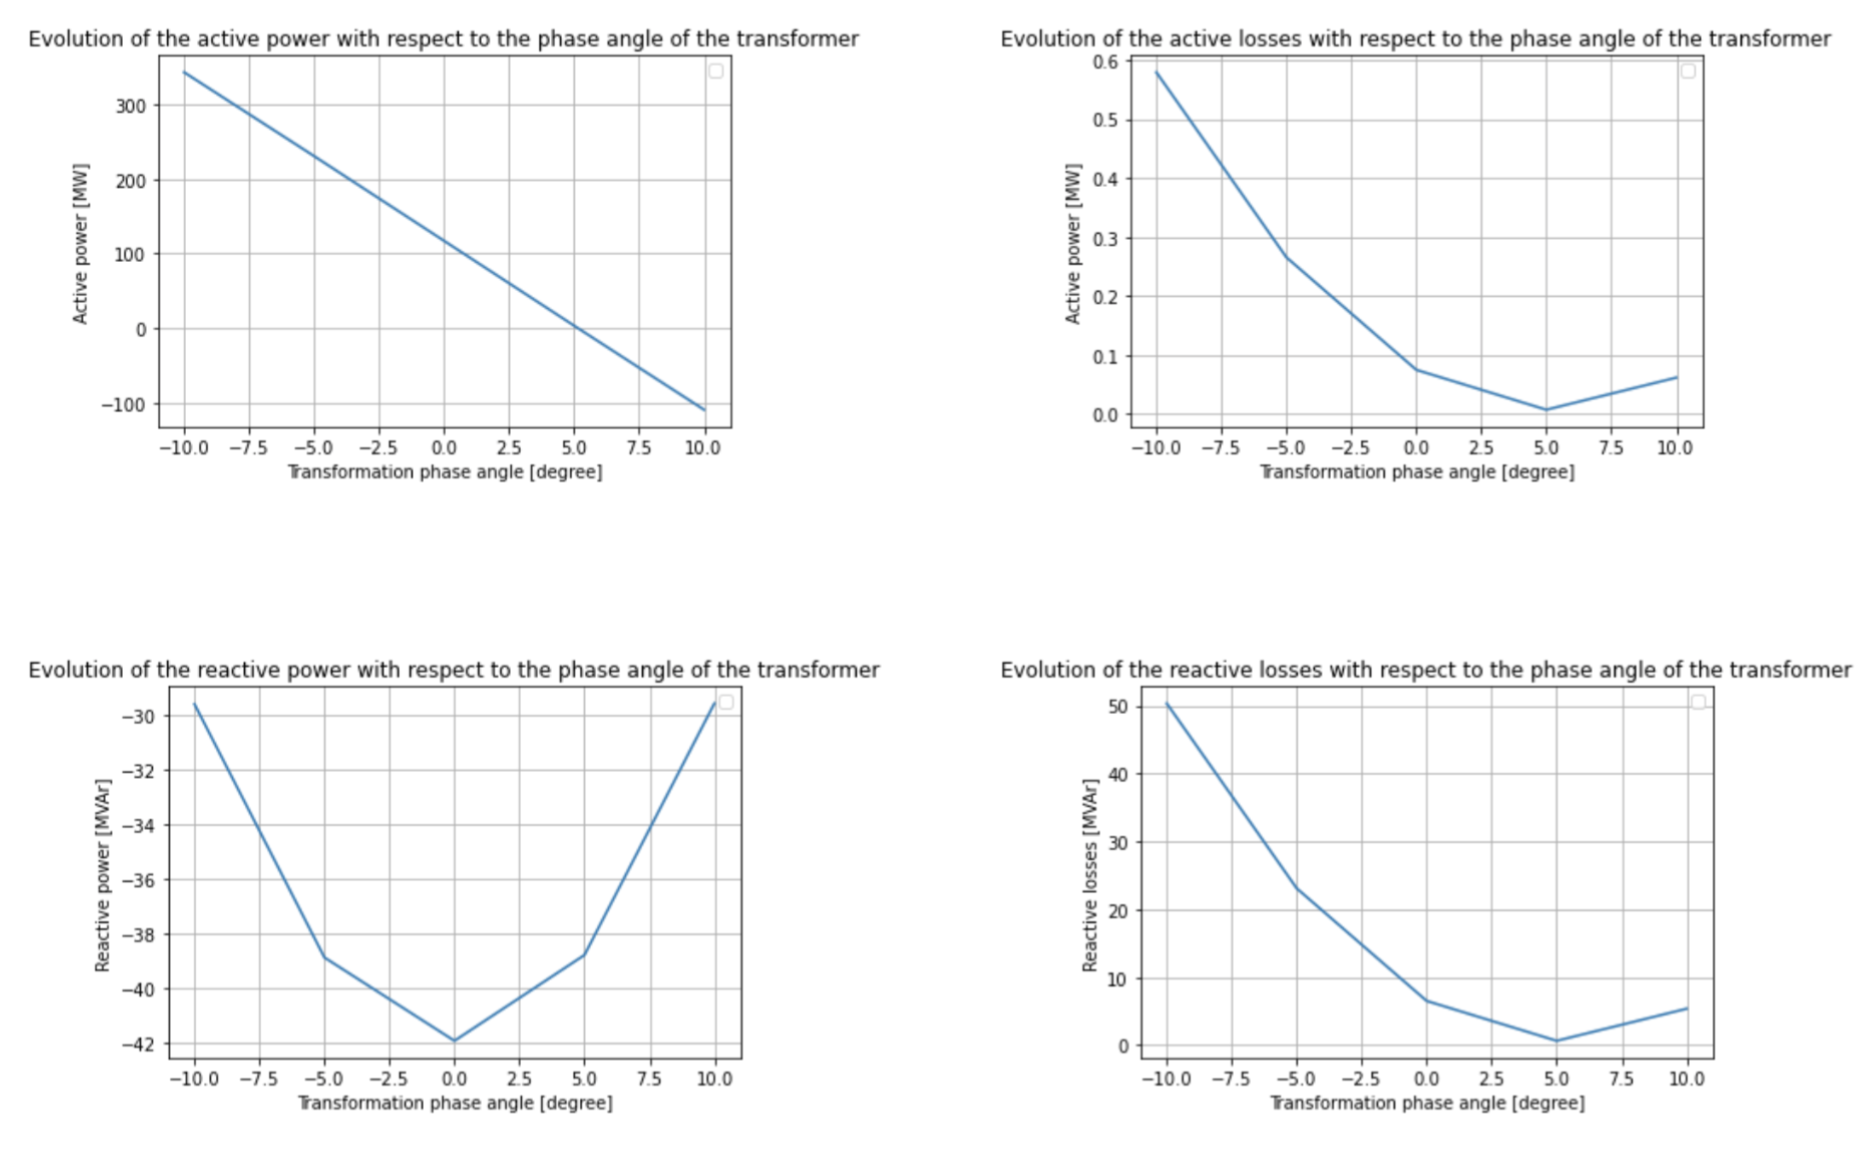 Evolution of the active power with respect to the phase angle of the transformer
300
200
100
0
−100
Active power [MW]
−10.0 −7.5 −5.0 −2.5 0.0 2.5 5.0 7.5 10.0
Transformation phase angle [degree]
Evolution of the active losses with respect to the phase angle of the transformer
0.6
0.5
0.4
0.3
0.2
0.1
0.0
Active power [MW]
−10.0 −7.5 −5.0 −2.5 0.0 2.5 5.0 7.5 10.0
Transformation phase angle [degree]
Evolution of the reactive power with respect to the phase angle of the transformer
−30
−32
−34
−36
−38
−40
−42
Reactive power [MVAr]
−10.0 −7.5 −5.0 −2.5 0.0 2.5 5.0 7.5 10.0
Transformation phase angle [degree]
Evolution of the reactive losses with respect to the phase angle of the transformer
50
40
30
20
10
0
Reactive losses [MVAr]
−10.0 −7.5 −5.0 −2.5 0.0 2.5 5.0 7.5 10.0
Transformation phase angle [degree]